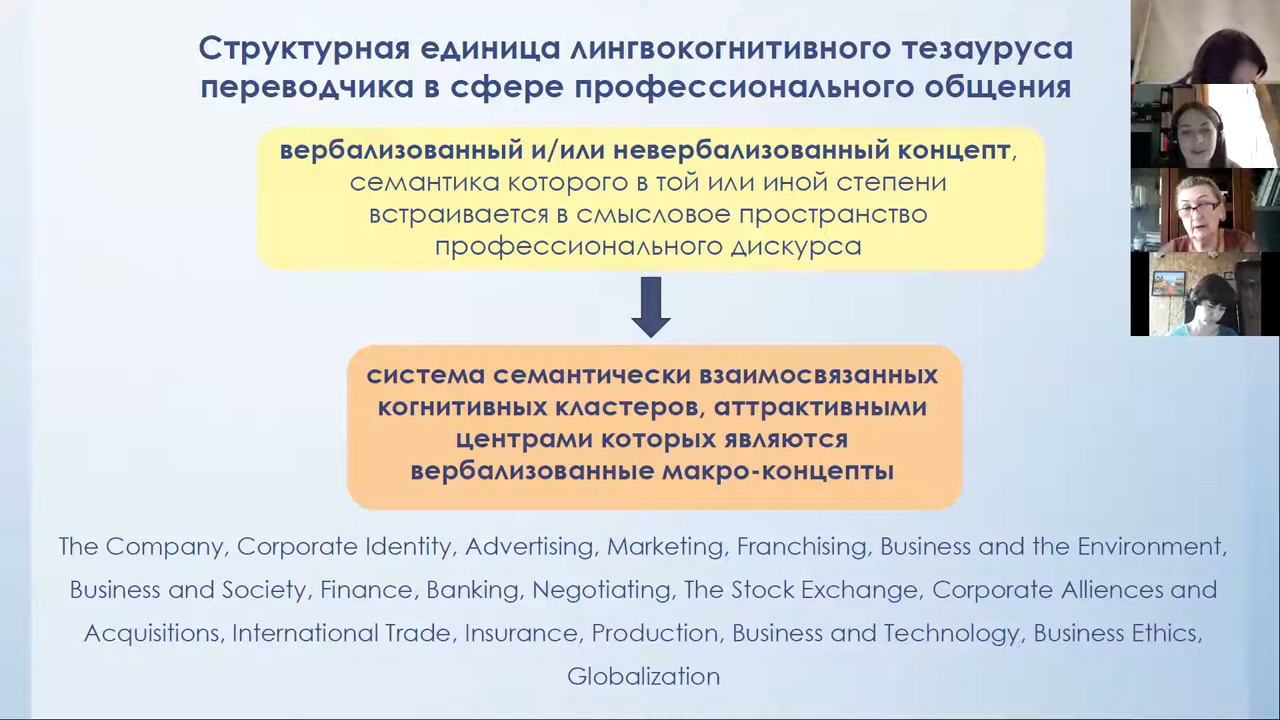 Структурная единица лингвокогнитивного тезауруса
переводчика в сфере профессионального общения
вербализованный и/или невербализованный концепт,
семантика которого в той или иной степени
встраивается в смысловое пространство
профессионального дискурса
система семантически взаимосвязанных
когнитивных кластеров, аттрактивными
центрами которых являются
вербализованные макро-концепты
The Company, Corporate Identity, Advertising, Marketing, Franchising, Business and the Environment,
Business and Society, Finance, Banking, Negotiating, The Stock Exchange, Corporate Alliences and
Acquisitions, International Trade, Insurance, Production, Business and Technology, Business Ethics,
Globalization